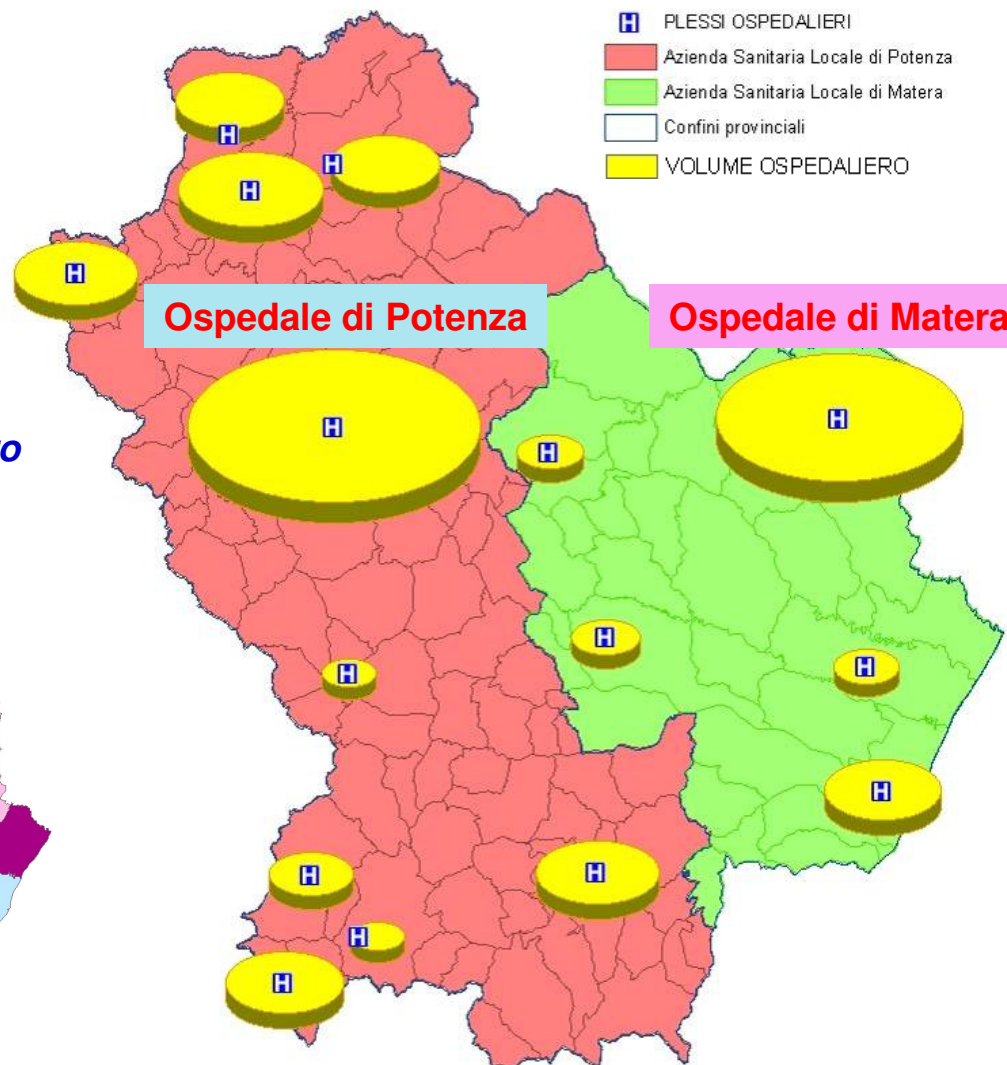 H PLESSI OSPEDALIERI
Azienda Sanitaria Locale di Potenza
Azienda Sanitaria Locale di Matera
Confini provinciali
VOLUME OSPEDALIERO
H
H
H
H
Ospedale di Potenza
Ospedale di Matera
H
H
H
H
H
H
H
H
H
H
H